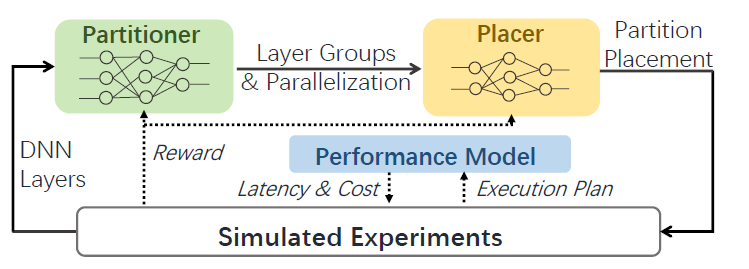 Partitioner
Layer Groups
& Parallelization
Placer
Partition
Placement
DNN
Layers
Reward
Performance Model
Latency & Cost
Execution Plan
Simulated Experiments